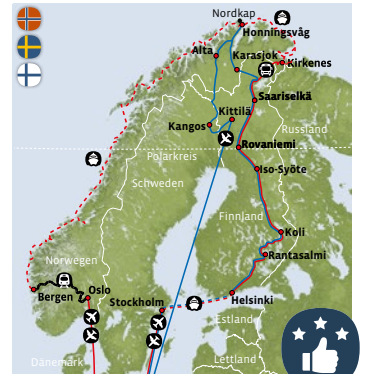 Nordkap
Honningsvåg
Alta
Karasjok
Kirkenes
Saariselkä
Kittilä
Kangos
Russland
Rovaniemi
Polarkreis
Iso-Syöte
Schweden
Finnland
Koli
Rantasalmi
Norwegen
Oslo
Bergen
Stockholm
Helsinki
Estland
Dänemark
Lettland